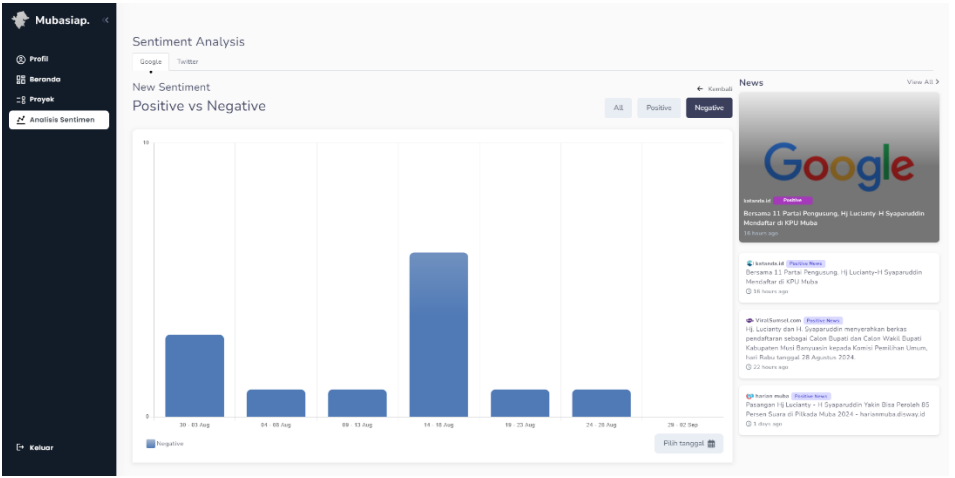 Mubasiap.
Profil
Beranda
Proyek
Analisis Sentimen
Keluar
Sentiment Analysis
Google
Twitter
New Sentiment
Kembali
Positive vs Negative
All
Positive
Negative
10
0
30 - 03 Aug
04 - 08 Aug
09 - 13 Aug
14 - 18 Aug
19 - 23 Aug
24 - 28 Aug
29 - 02 Sep
Negative
Pilih tanggal
News
View All
Google
ketanda.id Positive
Bersama 11 Partai Pengusung, Hj Lucianty-H Syaparuddin
Mendaftar di KPU Muba
16 hours ago
ketanda.id Positive News
Bersama 11 Partai Pengusung, Hj Lucianty-H Syaparuddin
Mendaftar di KPU Muba
16 hours ago
ViralSumsel.com Positive News
Hj. Lucianty dan H. Syaparuddin menyerahkan berkas
pendaftaran sebagai Calon Bupati dan Calon Wakil Bupati
Kabupaten Musi Banyuasin kepada Komisi Pemilihan Umum,
hari Rabu tanggal 28 Agustus 2024.
22 hours ago
harian muba Positive News
Pasangan Hj Lucianty - H Syaparuddin Yakin Bisa Peroleh 85
Persen Suara di Pilkada Muba 2024 - harianmuba.disway.id
1 days ago